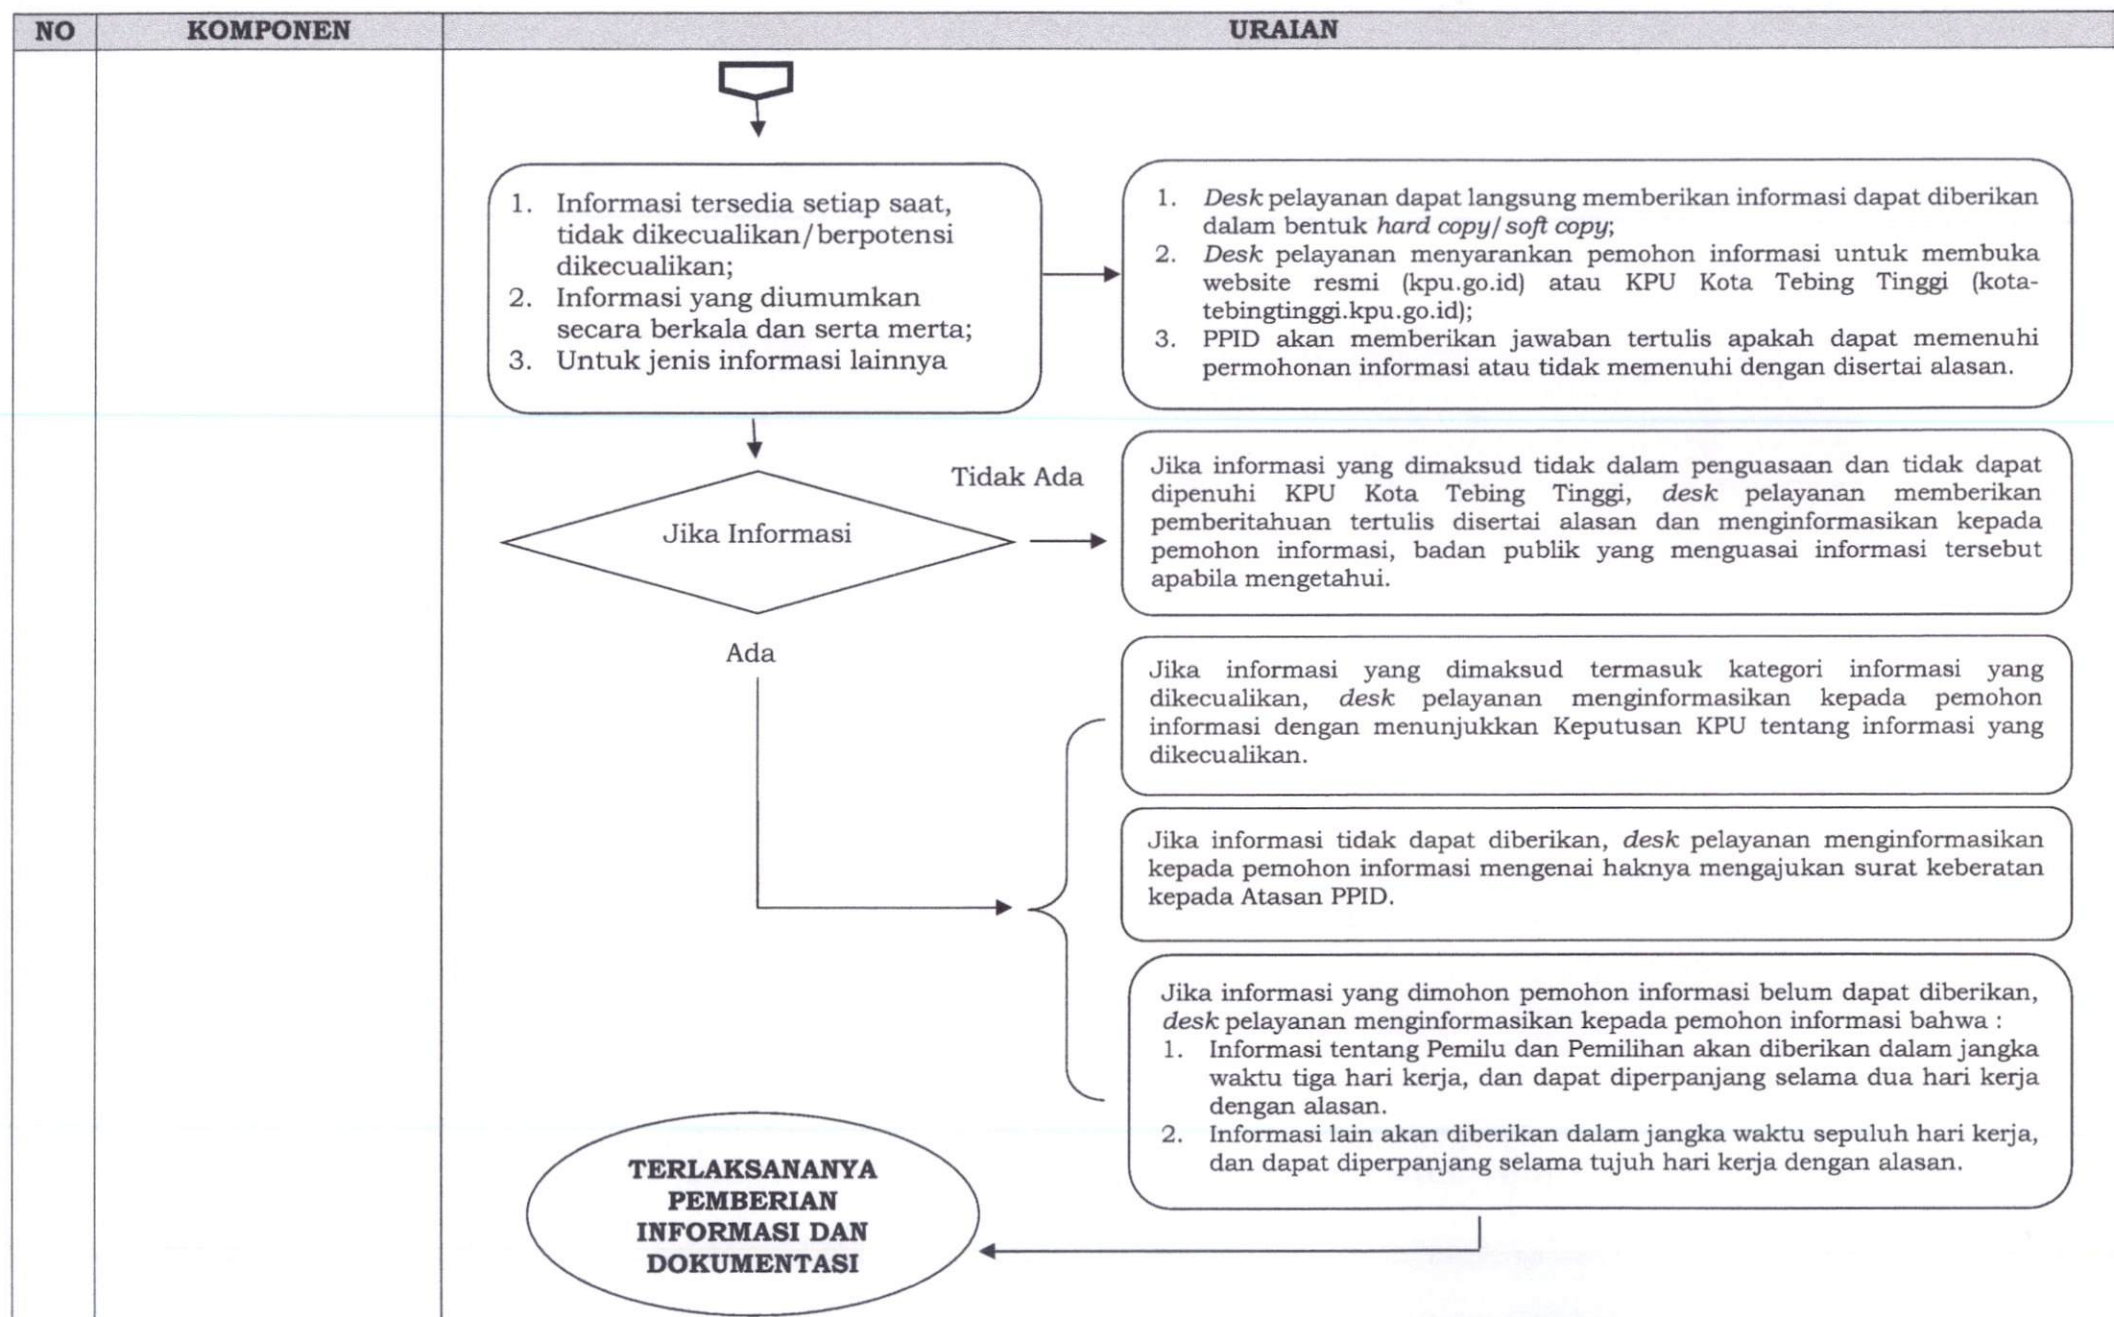 NO KOMPONEN URAIAN
1. Informasi tersedia setiap saat,
tidak dikecualikan/berpotensi
dikecualikan;
2. Informasi yang diumumkan
secara berkala dan serta merta;
3. Untuk jenis informasi lainnya
1. Desk pelayanan dapat langsung memberikan informasi dapat diberikan
dalam bentuk hard copy/soft copy;
2. Desk pelayanan menyarankan pemohon informasi untuk membuka
website resmi (kpu.go.id) atau KPU Kota Tebing Tinggi (kota-
tebingtinggi.kpu.go.id);
3. PPID akan memberikan jawaban tertulis apakah dapat memenuhi
permohonan informasi atau tidak memenuhi dengan disertai alasan.
Jika Informasi
Tidak Ada
Jika informasi yang dimaksud tidak dalam penguasaan dan tidak dapat
dipenuhi KPU Kota Tebing Tinggi, desk pelayanan memberikan
pemberitahuan tertulis disertai alasan dan menginformasikan kepada
pemohon informasi, badan publik yang menguasai informasi tersebut
apabila mengetahui.
Ada
Jika informasi yang dimaksud termasuk kategori informasi yang
dikecualikan, desk pelayanan menginformasikan kepada pemohon
informasi dengan menunjukkan Keputusan KPU tentang informasi yang
dikecualikan.
Jika informasi tidak dapat diberikan, desk pelayanan menginformasikan
kepada pemohon informasi mengenai haknya mengajukan surat keberatan
kepada Atasan PPID.
Jika informasi yang dimohon pemohon informasi belum dapat diberikan,
desk pelayanan menginformasikan kepada pemohon informasi bahwa :
1. Informasi tentang Pemilu dan Pemilihan akan diberikan dalam jangka
waktu tiga hari kerja, dan dapat diperpanjang selama dua hari kerja
dengan alasan.
2. Informasi lain akan diberikan dalam jangka waktu sepuluh hari kerja,
dan dapat diperpanjang selama tujuh hari kerja dengan alasan.
TERLAKSANANYA
PEMBERIAN
INFORMASI DAN
DOKUMENTASI